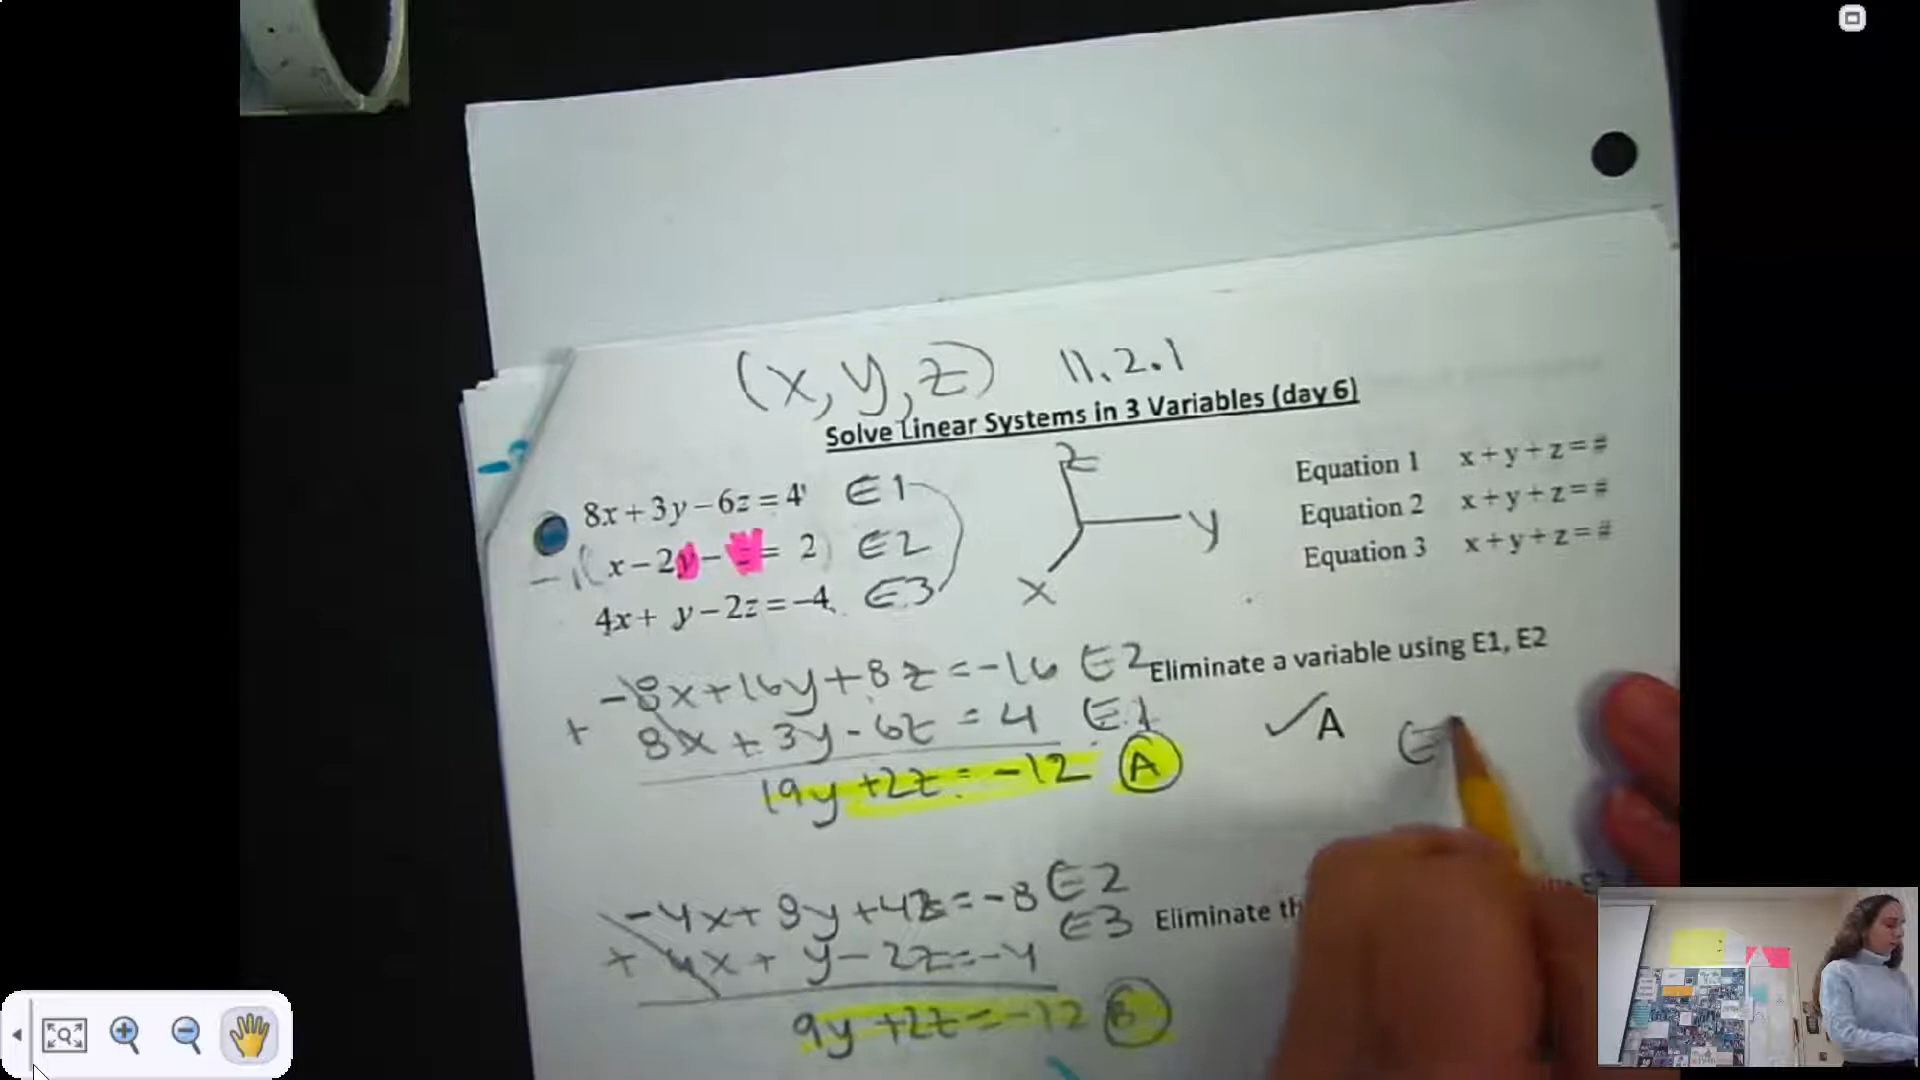 (x, y, z) 11.2.1
Solve Linear Systems in 3 Variables (day 6)
8x + 3y − 6z = 4 E1
−1( x − 2y − z = 2 ) E2
4x + y − 2z = −4 E3
z
y
x
Equation 1 x + y + z = #
Equation 2 x + y + z = #
Equation 3 x + y + z = #
−8x + 16y + 8z = −16 E2
+ 8x + 3y − 6z = 4 E1
19y + 2z = −12 A
Eliminate a variable using E1, E2
✓A E
−4x + 8y + 4z = −8 E2
+ 4x + y − 2z = −4 E3
9y + 2z = −12 B
Eliminate th